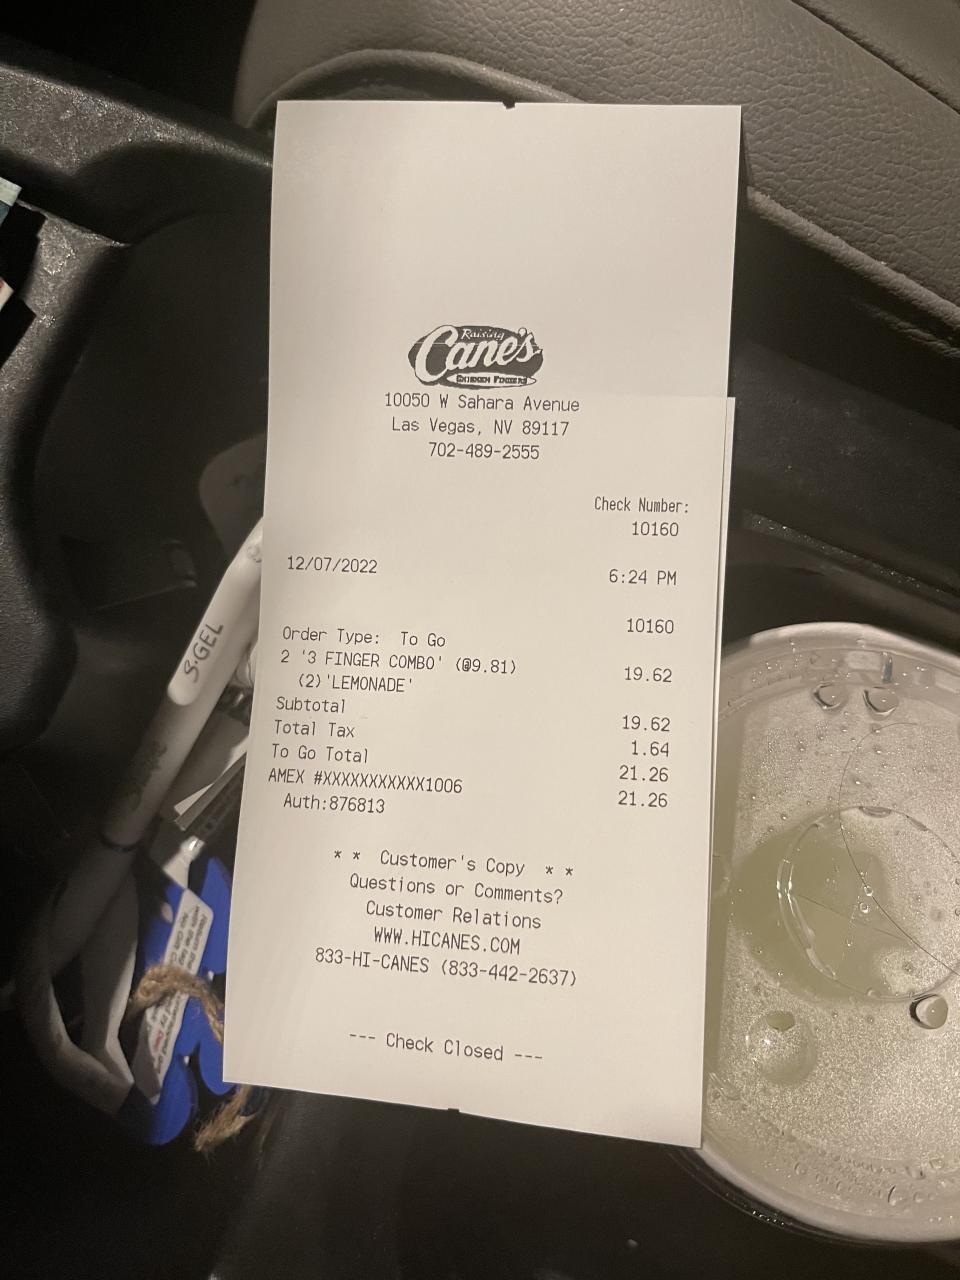 Raising
Cane's
CHICKEN FINGERS
10050 W Sahara Avenue
Las Vegas, NV 89117
702-489-2555
Check Number:
10160
12/07/2022 6:24 PM
10160
Order Type: To Go
2 '3 FINGER COMBO' (@9.81) 19.62
(2)'LEMONADE'
Subtotal 19.62
Total Tax 1.64
To Go Total 21.26
AMEX #XXXXXXXXXXX1006 21.26
Auth:876813
* * Customer's Copy * *
Questions or Comments?
Customer Relations
WWW.HICANES.COM
833-HI-CANES (833-442-2637)
--- Check Closed ---
S·GEL